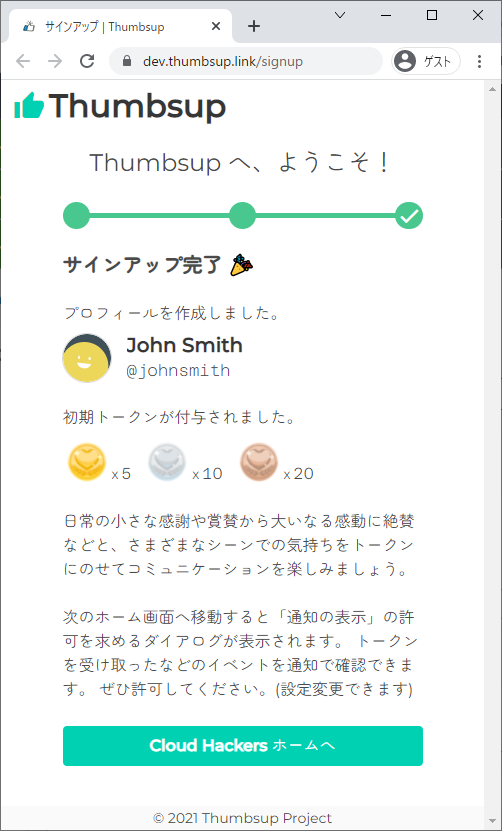 サインアップ | Thumbsup
dev.thumbsup.link/signup
ゲスト
Thumbsup
Thumbsup へ、ようこそ！
サインアップ完了
プロフィールを作成しました。
John Smith
@johnsmith
初期トークンが付与されました。
x 5 x 10 x 20
日常の小さな感謝や賞賛から大いなる感動に絶賛
などと、さまざまなシーンでの気持ちをトークン
にのせてコミュニケーションを楽しみましょう。
次のホーム画面へ移動すると「通知の表示」の許
可を求めるダイアログが表示されます。 トークン
を受け取ったなどのイベントを通知で確認できま
す。 ぜひ許可してください。(設定変更できます)
Cloud Hackers ホームへ
© 2021 Thumbsup Project